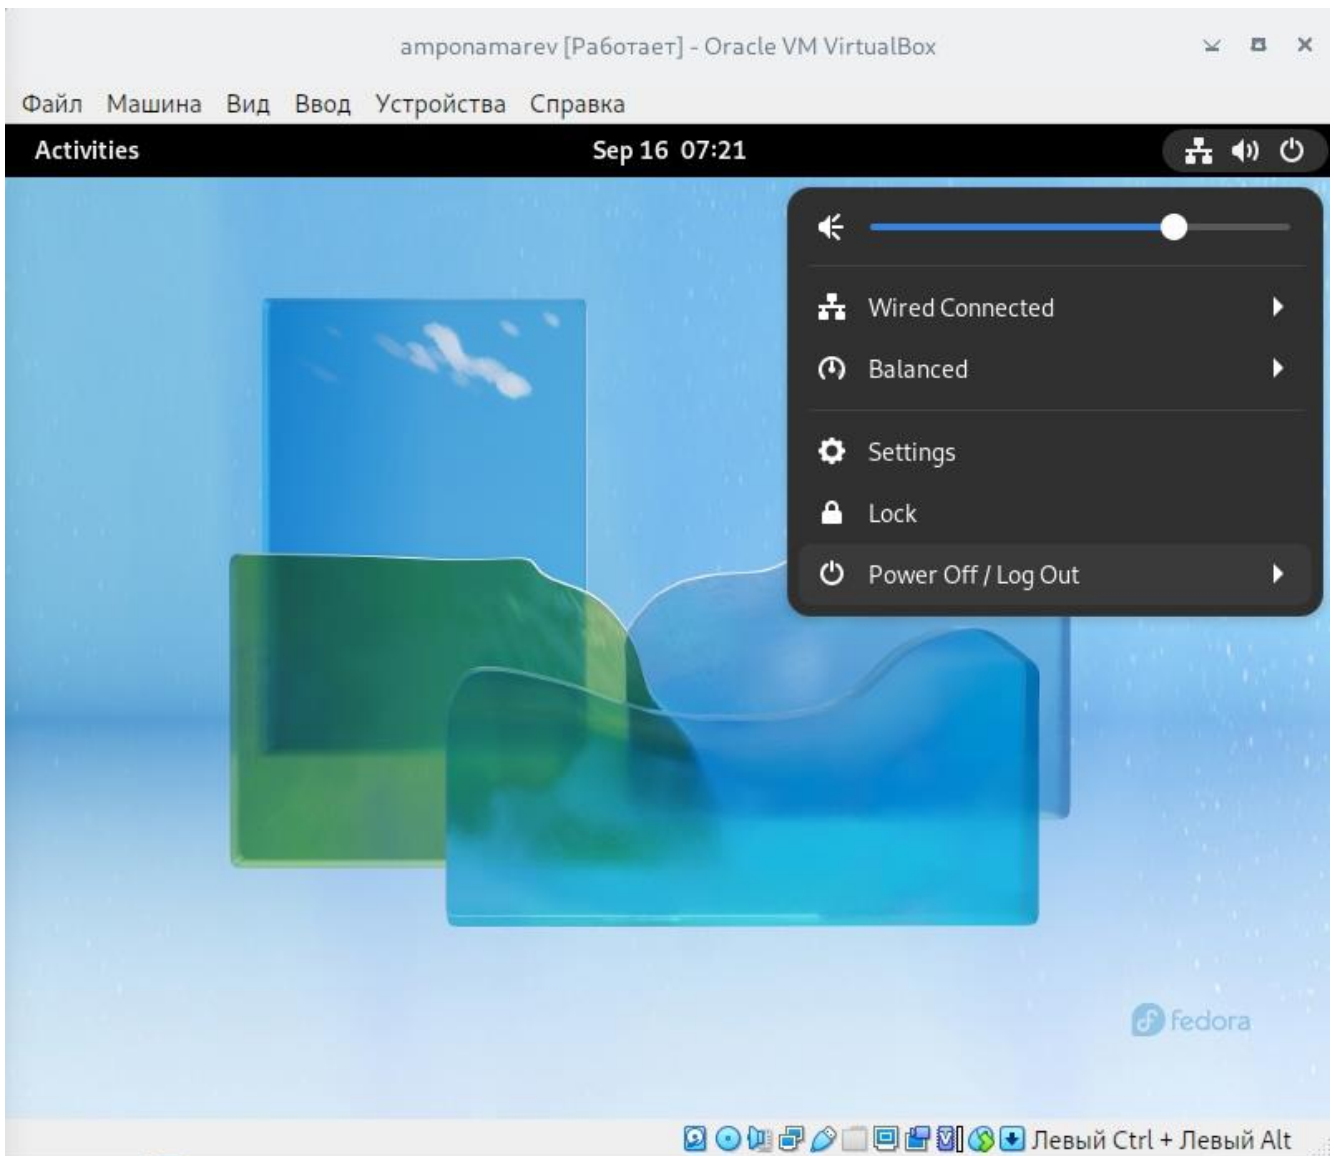 amponamarev [Работает] - Oracle VM VirtualBox
Файл Машина Вид Ввод Устройства Справка
Activities Sep 16 07:21
Wired Connected
Balanced
Settings
Lock
Power Off / Log Out
fedora
Левый Ctrl + Левый Alt